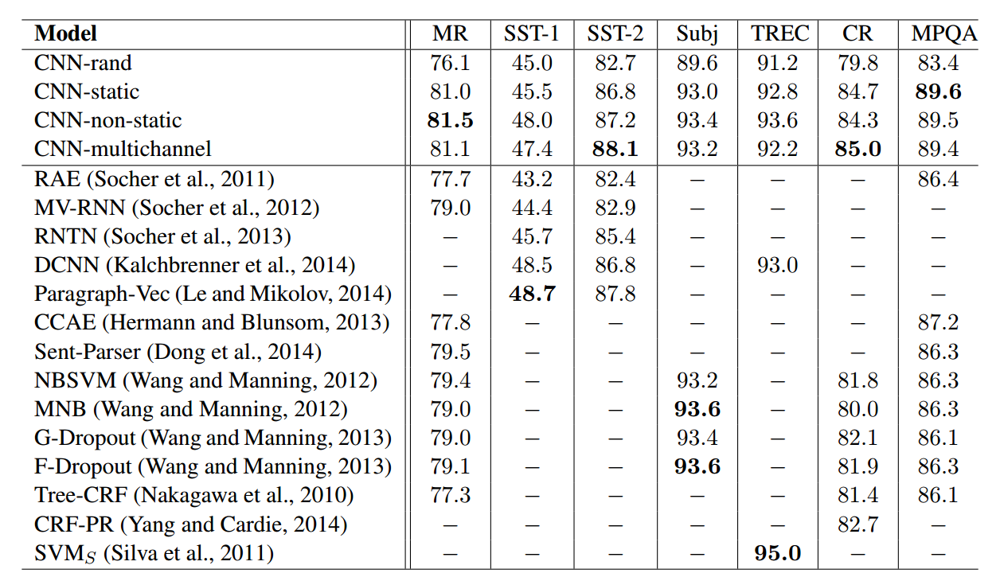 Model MR SST-1 SST-2 Subj TREC CR MPQA
CNN-rand 76.1 45.0 82.7 89.6 91.2 79.8 83.4
CNN-static 81.0 45.5 86.8 93.0 92.8 84.7 89.6
CNN-non-static 81.5 48.0 87.2 93.4 93.6 84.3 89.5
CNN-multichannel 81.1 47.4 88.1 93.2 92.2 85.0 89.4
RAE (Socher et al., 2011) 77.7 43.2 82.4 – – – 86.4
MV-RNN (Socher et al., 2012) 79.0 44.4 82.9 – – – –
RNTN (Socher et al., 2013) – 45.7 85.4 – – – –
DCNN (Kalchbrenner et al., 2014) – 48.5 86.8 – 93.0 – –
Paragraph-Vec (Le and Mikolov, 2014) – 48.7 87.8 – – – –
CCAE (Hermann and Blunsom, 2013) 77.8 – – – – – 87.2
Sent-Parser (Dong et al., 2014) 79.5 – – – – – 86.3
NBSVM (Wang and Manning, 2012) 79.4 – – 93.2 – 81.8 86.3
MNB (Wang and Manning, 2012) 79.0 – – 93.6 – 80.0 86.3
G-Dropout (Wang and Manning, 2013) 79.0 – – 93.4 – 82.1 86.1
F-Dropout (Wang and Manning, 2013) 79.1 – – 93.6 – 81.9 86.3
Tree-CRF (Nakagawa et al., 2010) 77.3 – – – – 81.4 86.1
CRF-PR (Yang and Cardie, 2014) – – – – – 82.7 –
SVM_S (Silva et al., 2011) – – – – 95.0 – –